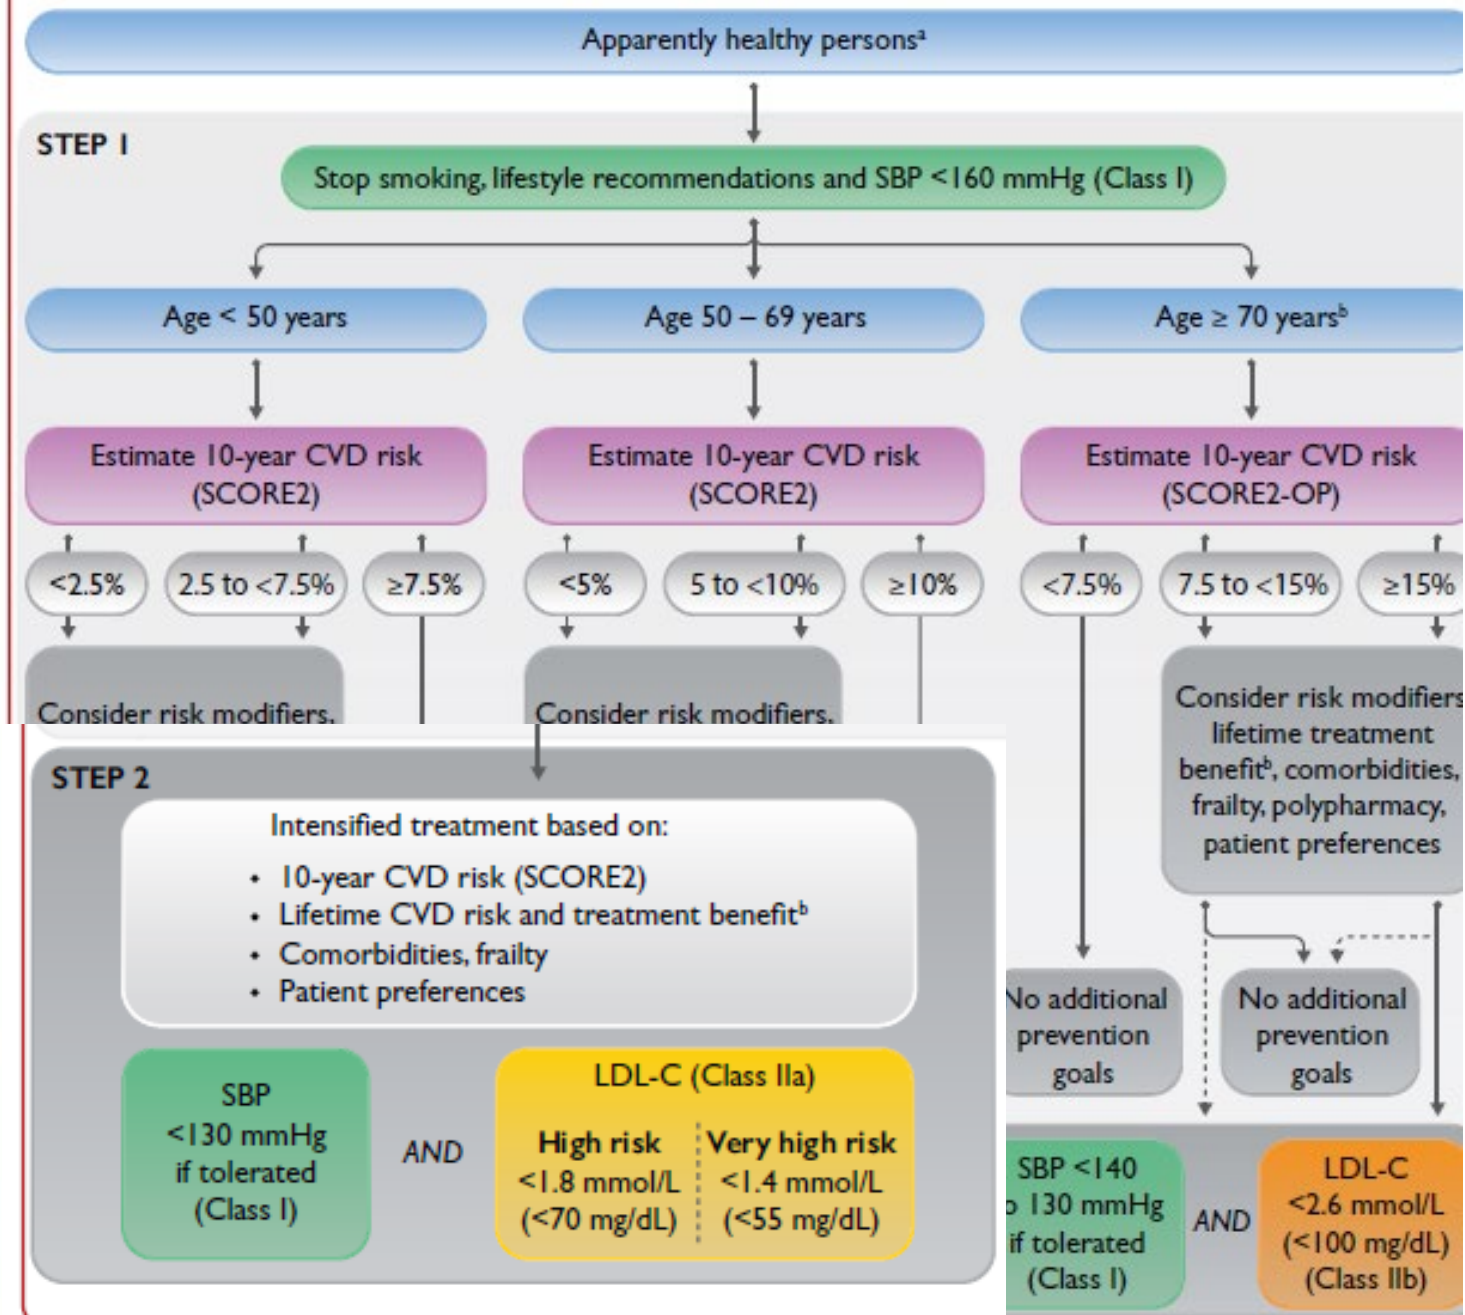 Apparently healthy personsª
STEP 1
Stop smoking, lifestyle recommendations and SBP <160 mmHg (Class I)
Age < 50 years
Age 50 – 69 years
Age ≥ 70 yearsᵇ
Estimate 10-year CVD risk
(SCORE2)
Estimate 10-year CVD risk
(SCORE2)
Estimate 10-year CVD risk
(SCORE2-OP)
<2.5%
2.5 to <7.5%
≥7.5%
<5%
5 to <10%
≥10%
<7.5%
7.5 to <15%
≥15%
Consider risk modifiers,
Consider risk modifiers,
Consider risk modifiers
lifetime treatment
benefitᵇ, comorbidities,
frailty, polypharmacy,
patient preferences
STEP 2
Intensified treatment based on:
• 10-year CVD risk (SCORE2)
• Lifetime CVD risk and treatment benefitᵇ
• Comorbidities, frailty
• Patient preferences
SBP
<130 mmHg
if tolerated
(Class I)
AND
LDL-C (Class IIa)
High risk
<1.8 mmol/L
(<70 mg/dL)
Very high risk
<1.4 mmol/L
(<55 mg/dL)
No additional
prevention
goals
No additional
prevention
goals
SBP <140
130 mmHg
if tolerated
(Class I)
AND
LDL-C
<2.6 mmol/L
(<100 mg/dL)
(Class IIb)